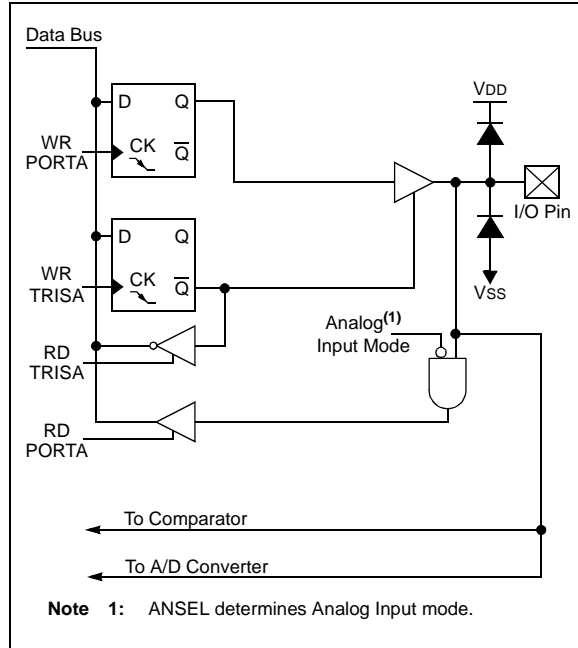 Data Bus
D Q
VDD
WR
PORTA
CK Q
I/O Pin
D Q
VSS
WR
TRISA
CK Q
Analog(1)
Input Mode
RD
TRISA
RD
PORTA
To Comparator
To A/D Converter
Note 1: ANSEL determines Analog Input mode.